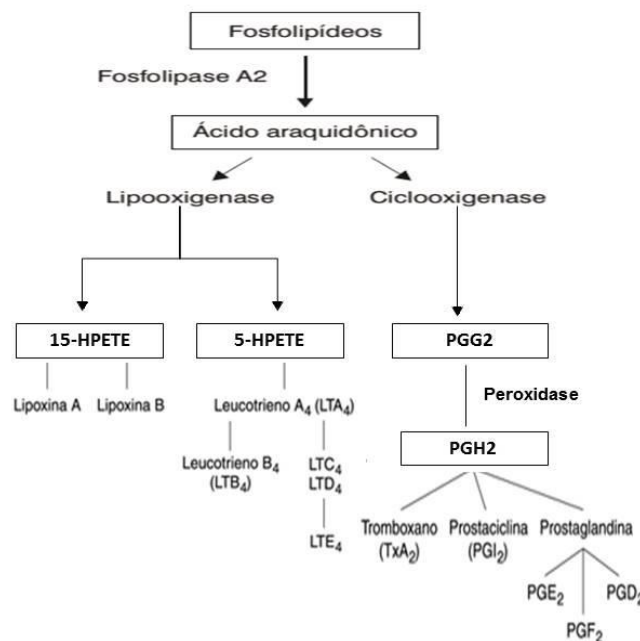 Fosfolipídeos
Fosfolipase A2
Ácido araquidônico
Lipooxigenase
Ciclooxigenase
15-HPETE
5-HPETE
PGG2
Lipoxina A
Lipoxina B
Leucotrieno A4 (LTA4)
Peroxidase
PGH2
Leucotrieno B4
(LTB4)
LTC4
LTD4
LTE4
Tromboxano
(TxA2)
Prostaciclina
(PGI2)
Prostaglandina
PGE2
PGF2
PGD2